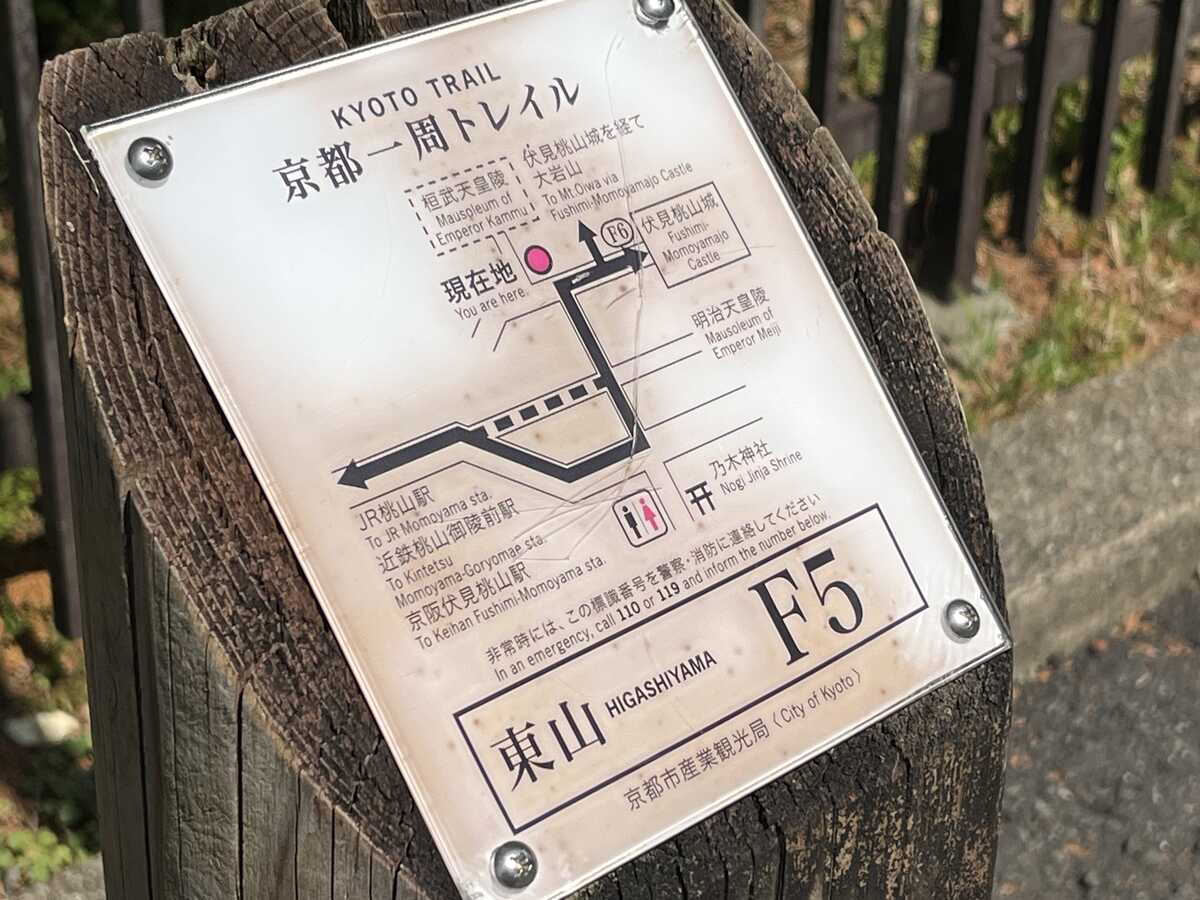 KYOTO TRAIL
京都一周トレイル
桓武天皇陵
Mausoleum of
Emperor Kammu
伏見桃山城を経て
大岩山
To Mt.Oiwa via
Fushimi-Momoyamajo Castle
F6
伏見桃山城
Fushimi-
Momoyamajo
Castle
現在地
You are here.
明治天皇陵
Mausoleum of
Emperor Meiji
乃木神社
Nogi Jinja Shrine
JR桃山駅
To JR Momoyama sta.
近鉄桃山御陵前駅
To Kintetsu
Momoyama-Goryomae sta.
京阪伏見桃山駅
To Keihan Fushimi-Momoyama sta.
非常時には、この標識番号を警察・消防に連絡してください
In an emergency, call 110 or 119 and inform the number below.
東山 HIGASHIYAMA F5
京都市産業観光局〈City of Kyoto〉